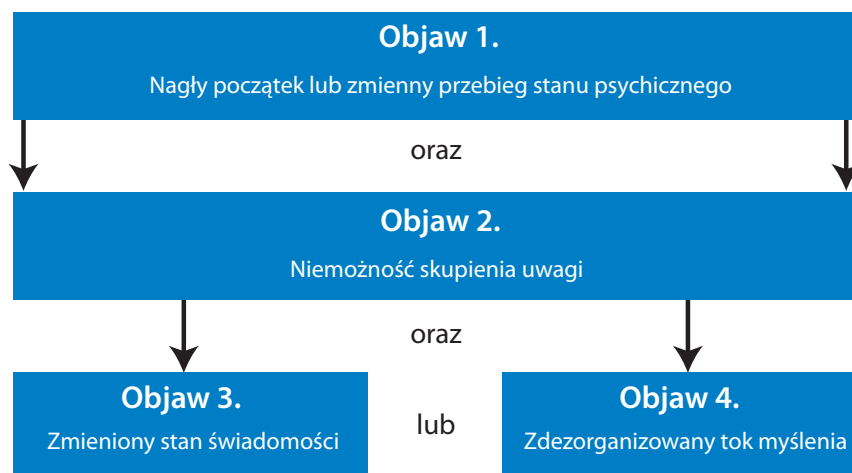 Objaw 1.
Nagły początek lub zmienny przebieg stanu psychicznego
oraz
Objaw 2.
Niemożność skupienia uwagi
oraz
Objaw 3.
Zmieniony stan świadomości
lub
Objaw 4.
Zdezorganizowany tok myślenia